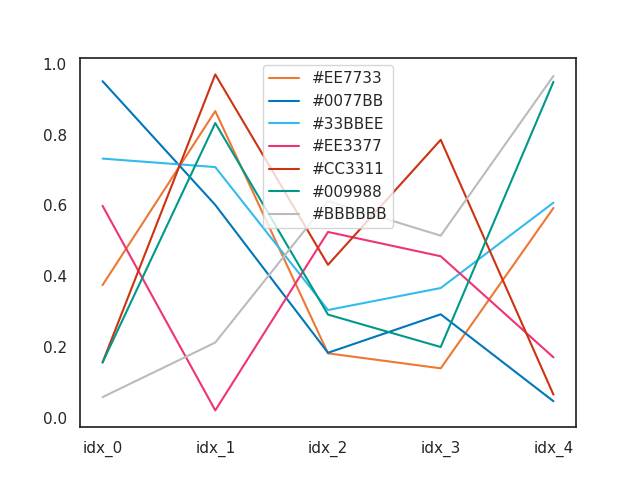 1.0
0.8
0.6
0.4
0.2
0.0
#EE7733
#0077BB
#33BBEE
#EE3377
#CC3311
#009988
#BBBBBB
idx_0 idx_1 idx_2 idx_3 idx_4